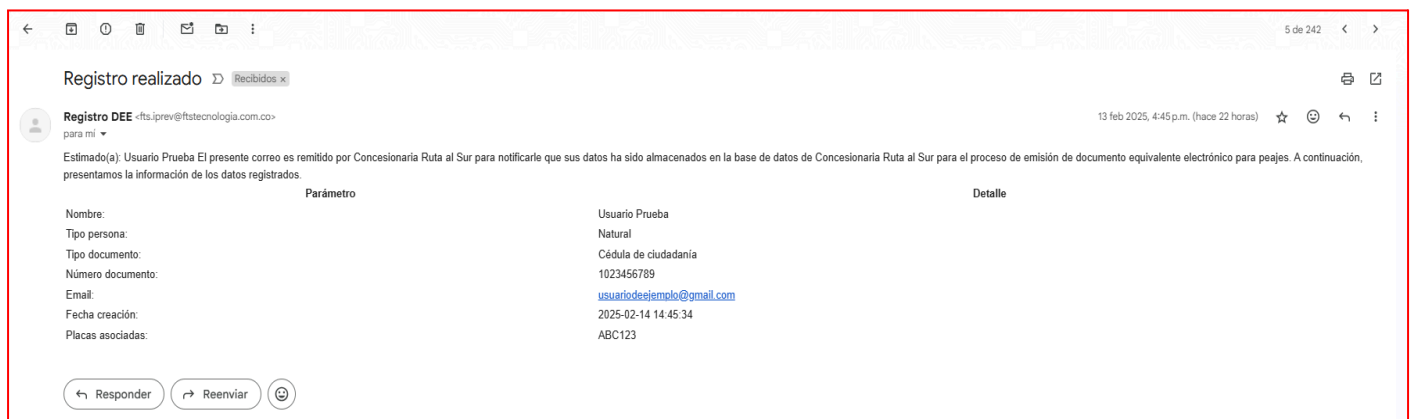 5 de 242
Registro realizado Recibidos x
Registro DEE <fts.iprev@ftstecnologia.com.co> 13 feb 2025, 4:45 p.m. (hace 22 horas)
para mí
Estimado(a): Usuario Prueba El presente correo es remitido por Concesionaria Ruta al Sur para notificarle que sus datos ha sido almacenados en la base de datos de Concesionaria Ruta al Sur para el proceso de emisión de documento equivalente electrónico para peajes. A continuación,
presentamos la información de los datos registrados.
Parámetro Detalle
Nombre: Usuario Prueba
Tipo persona: Natural
Tipo documento: Cédula de ciudadanía
Número documento: 1023456789
Email: usuariodeejemplo@gmail.com
Fecha creación: 2025-02-14 14:45:34
Placas asociadas: ABC123
Responder Reenviar